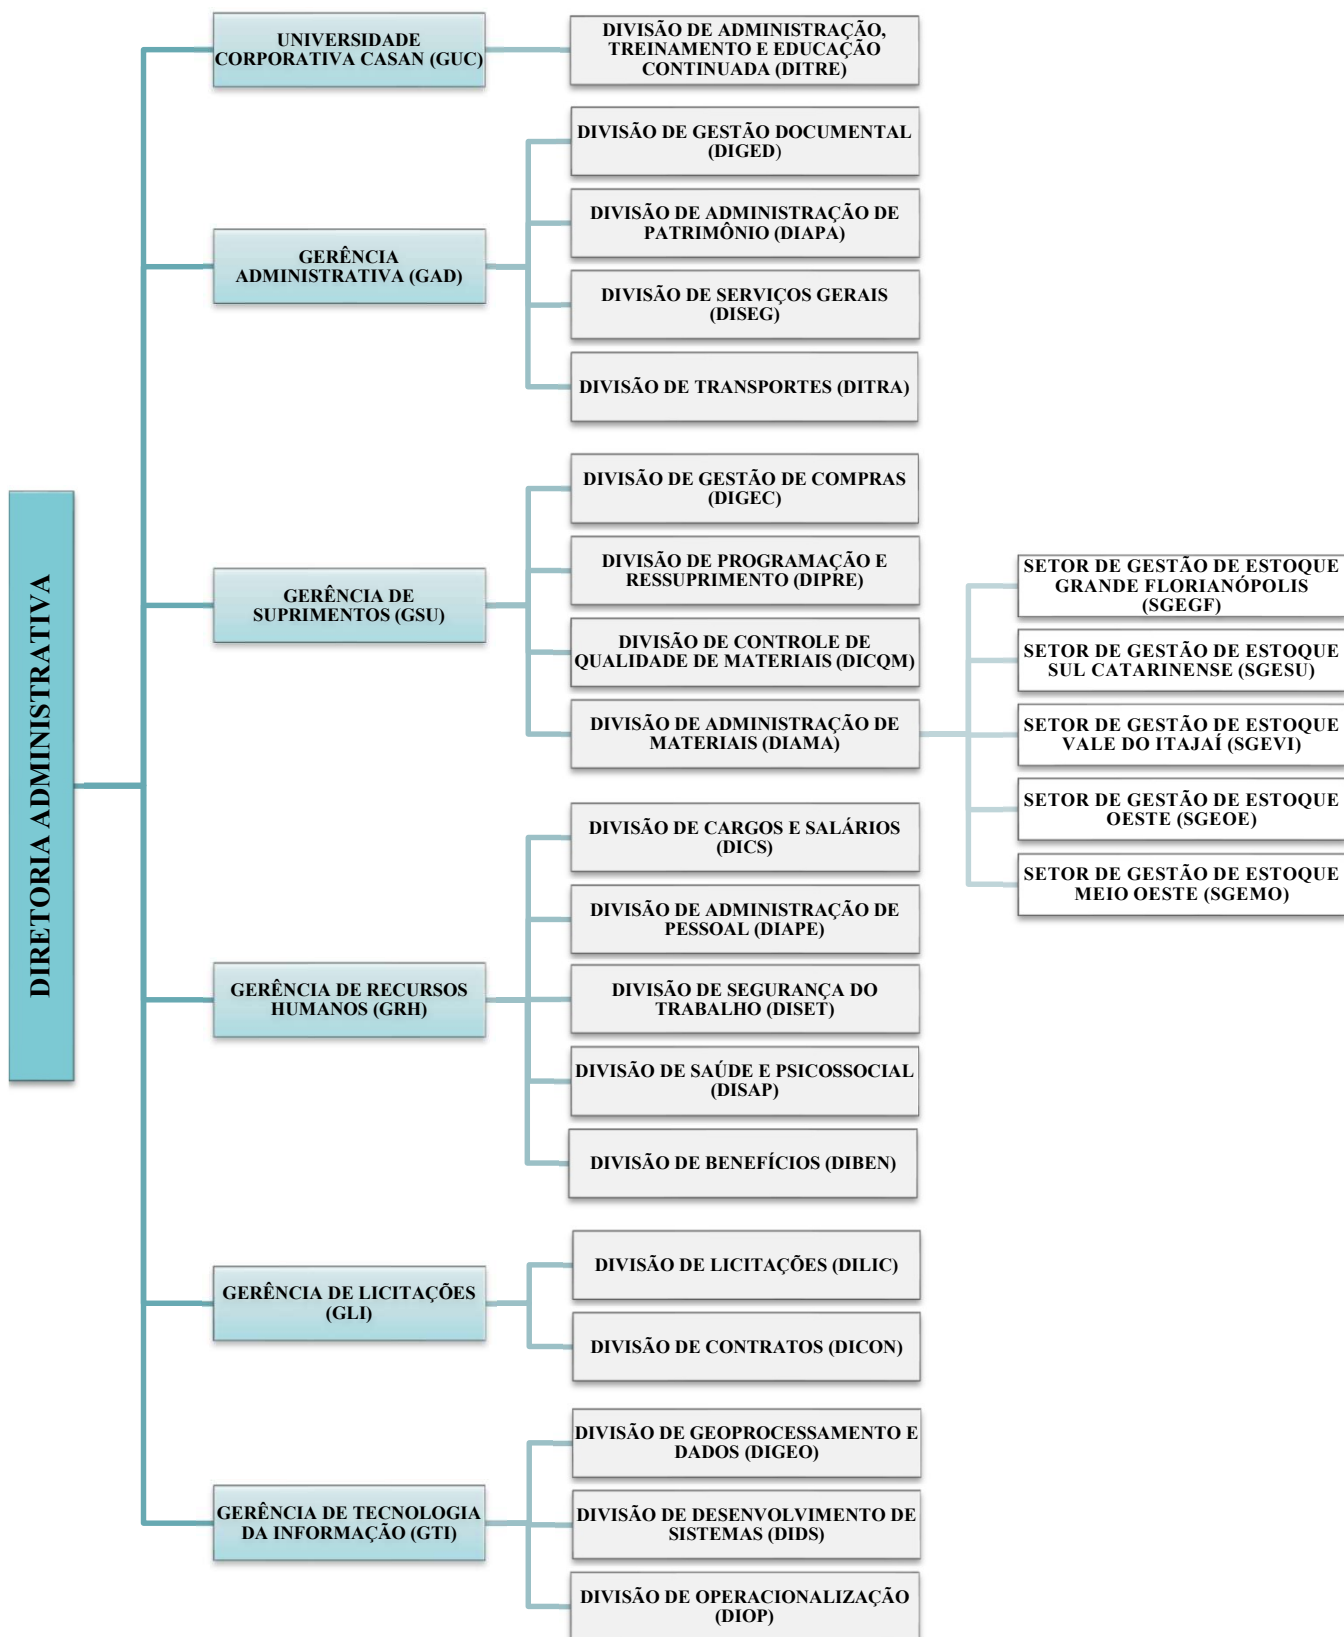 DIRETORIA ADMINISTRATIVA
UNIVERSIDADE
CORPORATIVA CASAN (GUC)
DIVISÃO DE ADMINISTRAÇÃO,
TREINAMENTO E EDUCAÇÃO
CONTINUADA (DITRE)
GERÊNCIA
ADMINISTRATIVA (GAD)
DIVISÃO DE GESTÃO DOCUMENTAL
(DIGED)
DIVISÃO DE ADMINISTRAÇÃO DE
PATRIMÔNIO (DIAPA)
DIVISÃO DE SERVIÇOS GERAIS
(DISEG)
DIVISÃO DE TRANSPORTES (DITRA)
GERÊNCIA DE
SUPRIMENTOS (GSU)
DIVISÃO DE GESTÃO DE COMPRAS
(DIGEC)
DIVISÃO DE PROGRAMAÇÃO E
RESSUPRIMENTO (DIPRE)
DIVISÃO DE CONTROLE DE
QUALIDADE DE MATERIAIS (DICQM)
DIVISÃO DE ADMINISTRAÇÃO DE
MATERIAIS (DIAMA)
SETOR DE GESTÃO DE ESTOQUE
GRANDE FLORIANÓPOLIS
(SGEGF)
SETOR DE GESTÃO DE ESTOQUE
SUL CATARINENSE (SGESU)
SETOR DE GESTÃO DE ESTOQUE
VALE DO ITAJAÍ (SGEVI)
SETOR DE GESTÃO DE ESTOQUE
OESTE (SGEOE)
SETOR DE GESTÃO DE ESTOQUE
MEIO OESTE (SGEMO)
GERÊNCIA DE RECURSOS
HUMANOS (GRH)
DIVISÃO DE CARGOS E SALÁRIOS
(DICS)
DIVISÃO DE ADMINISTRAÇÃO DE
PESSOAL (DIAPE)
DIVISÃO DE SEGURANÇA DO
TRABALHO (DISET)
DIVISÃO DE SAÚDE E PSICOSSOCIAL
(DISAP)
DIVISÃO DE BENEFÍCIOS (DIBEN)
GERÊNCIA DE LICITAÇÕES
(GLI)
DIVISÃO DE LICITAÇÕES (DILIC)
DIVISÃO DE CONTRATOS (DICON)
GERÊNCIA DE TECNOLOGIA
DA INFORMAÇÃO (GTI)
DIVISÃO DE GEOPROCESSAMENTO E
DADOS (DIGEO)
DIVISÃO DE DESENVOLVIMENTO DE
SISTEMAS (DIDS)
DIVISÃO DE OPERACIONALIZAÇÃO
(DIOP)